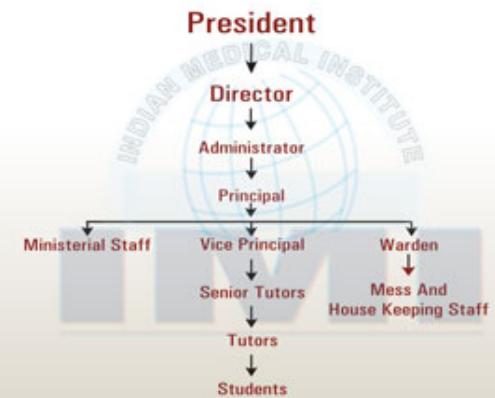 President
INDIAN MEDICAL INSTITUTE
Director
Administrator
Principal
Ministerial Staff
Vice Principal
Warden
Senior Tutors
Mess And
House Keeping Staff
Tutors
Students
IMI